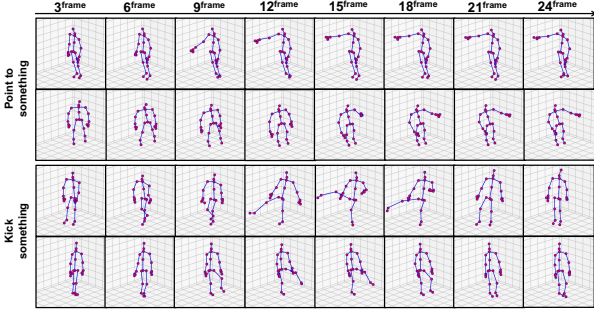 3frame 6frame 9frame 12frame 15frame 18frame 21frame 24frame
Point to
something
Kick
something